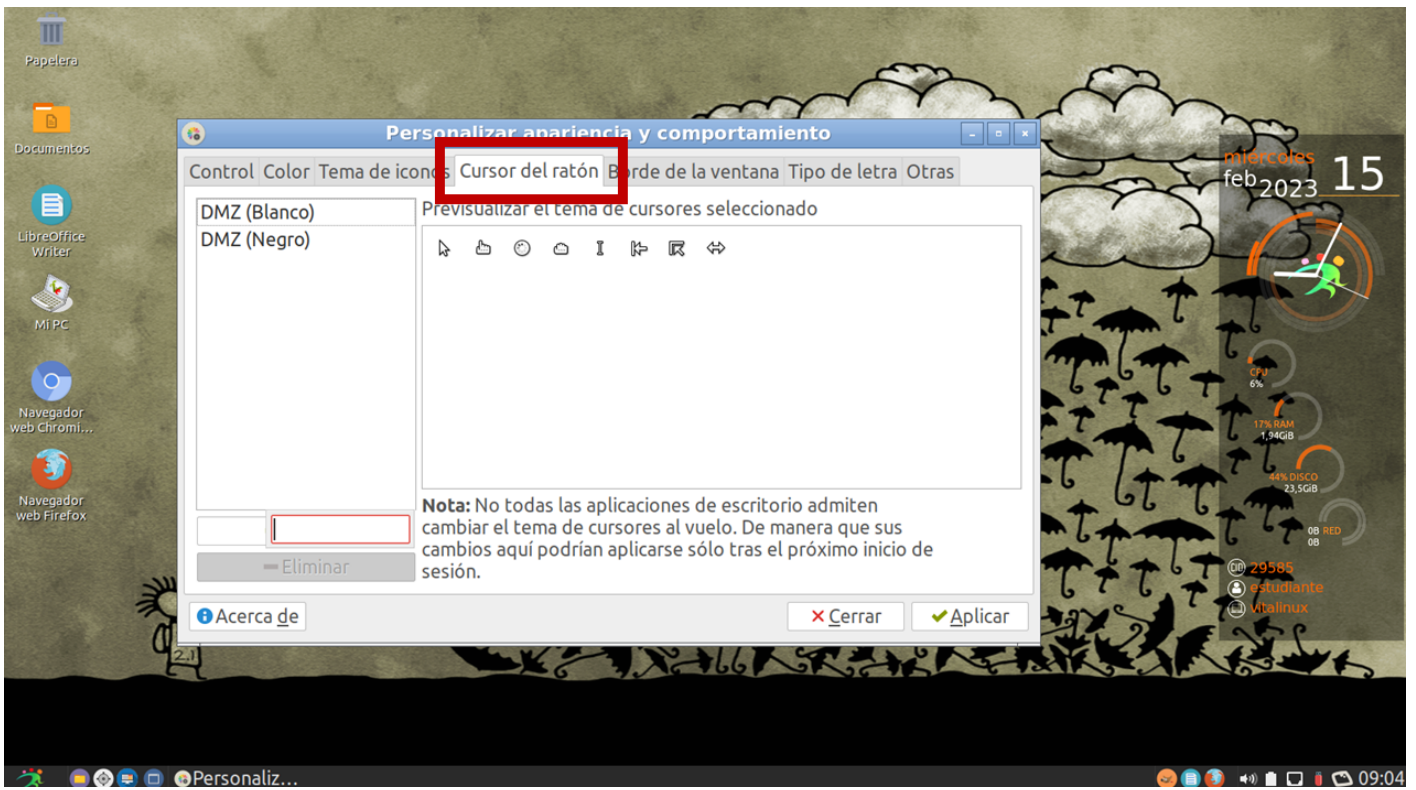 Papelera
Documentos
LibreOffice
Writer
Mi PC
Navegador
web Chromi...
Navegador
web Firefox
Personalizar apariencia y comportamiento
Control Color Tema de iconos Cursor del ratón Borde de la ventana Tipo de letra Otras
DMZ (Blanco)
DMZ (Negro)
Previsualizar el tema de cursores seleccionado
Nota: No todas las aplicaciones de escritorio admiten
cambiar el tema de cursores al vuelo. De manera que sus
cambios aquí podrían aplicarse sólo tras el próximo inicio de
sesión.
Eliminar
Acerca de
Cerrar
Aplicar
miércoles
feb 2023 15
CPU
6%
17% RAM
1,94GiB
44% DISCO
23,5GiB
0B RED
0B
29585
estudiante
vitalinux
2.1
Personaliz...
09:04